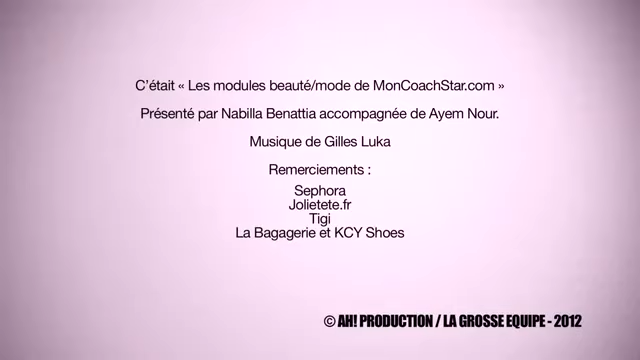 C'était « Les modules beauté/mode de MonCoachStar.com »
Présenté par Nabilla Benattia accompagnée de Ayem Nour.
Musique de Gilles Luka
Remerciements :
Sephora
Jolietete.fr
Tigi
La Bagagerie et KCY Shoes
© AH! PRODUCTION / LA GROSSE EQUIPE - 2012